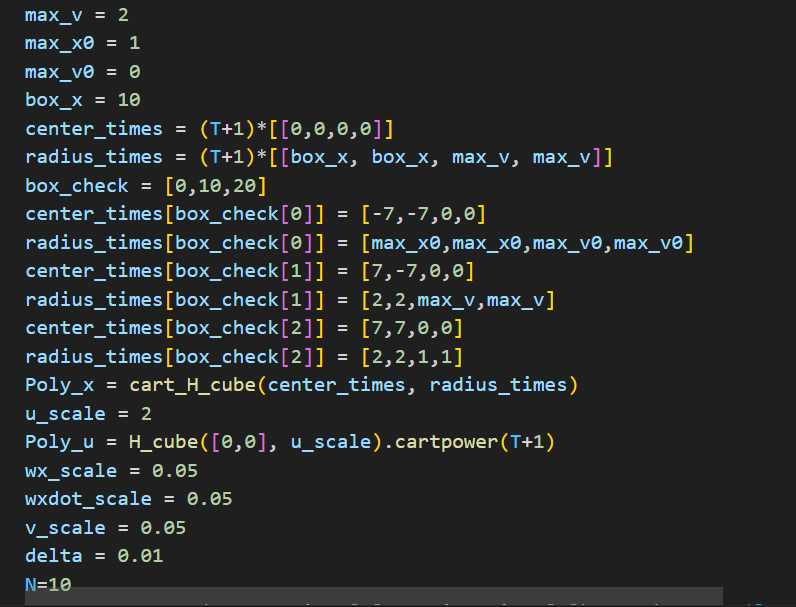 max_v = 2
max_x0 = 1
max_v0 = 0
box_x = 10
center_times = (T+1)*[[0,0,0,0]]
radius_times = (T+1)*[[box_x, box_x, max_v, max_v]]
box_check = [0,10,20]
center_times[box_check[0]] = [-7,-7,0,0]
radius_times[box_check[0]] = [max_x0,max_x0,max_v0,max_v0]
center_times[box_check[1]] = [7,-7,0,0]
radius_times[box_check[1]] = [2,2,max_v,max_v]
center_times[box_check[2]] = [7,7,0,0]
radius_times[box_check[2]] = [2,2,1,1]
Poly_x = cart_H_cube(center_times, radius_times)
u_scale = 2
Poly_u = H_cube([0,0], u_scale).cartpower(T+1)
wx_scale = 0.05
wxdot_scale = 0.05
v_scale = 0.05
delta = 0.01
N=10